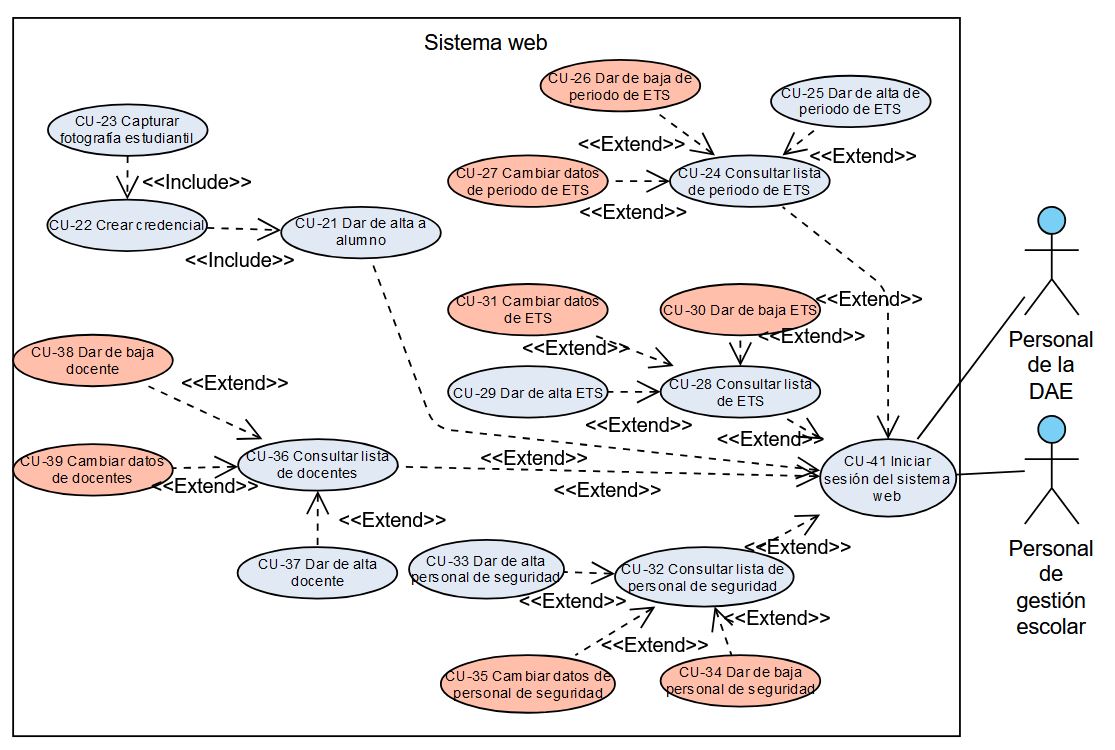 Sistema web
CU-26 Dar de baja de
periodo de ETS
CU-25 Dar de alta de
periodo de ETS
CU-23 Capturar
fotografía estudiantil
<<Extend>>
<<Extend>>
CU-27 Cambiar datos
de periodo de ETS
CU-24 Consultar lista
de periodo de ETS
<<Include>>
<<Extend>>
CU-22 Crear credencial
CU-21 Dar de alta a
alumno
<<Include>>
CU-31 Cambiar datos
de ETS
CU-30 Dar de baja ETS
<<Extend>>
<<Extend>>
<<Extend>>
Personal
de la
DAE
CU-38 Dar de baja
docente
<<Extend>>
CU-29 Dar de alta ETS
CU-28 Consultar lista
de ETS
<<Extend>>
<<Extend>>
CU-39 Cambiar datos
de docentes
CU-36 Consultar lista
de docentes
<<Extend>>
<<Extend>>
<<Extend>>
CU-41 Iniciar
sesión del sistema
web
<<Extend>>
<<Extend>>
Personal
de
gestión
escolar
CU-37 Dar de alta
docente
CU-33 Dar de alta
personal de seguridad
CU-32 Consultar lista de
personal de seguridad
<<Extend>>
<<Extend>>
<<Extend>>
CU-35 Cambiar datos de
personal de seguridad
CU-34 Dar de baja
personal de seguridad